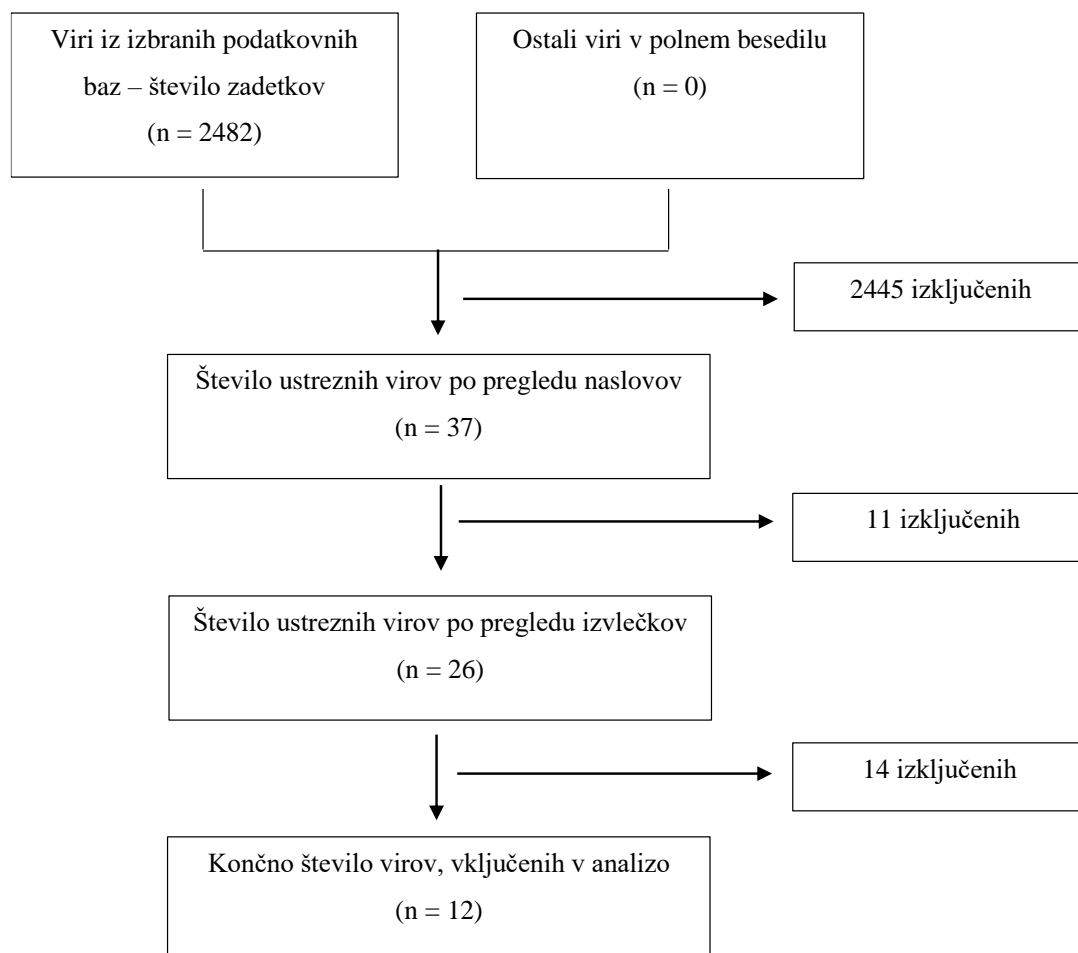 Viri iz izbranih podatkovnih
baz – število zadetkov
(n = 2482)
Ostali viri v polnem besedilu
(n = 0)
2445 izključenih
Število ustreznih virov po pregledu naslovov
(n = 37)
11 izključenih
Število ustreznih virov po pregledu izvlečkov
(n = 26)
14 izključenih
Končno število virov, vključenih v analizo
(n = 12)